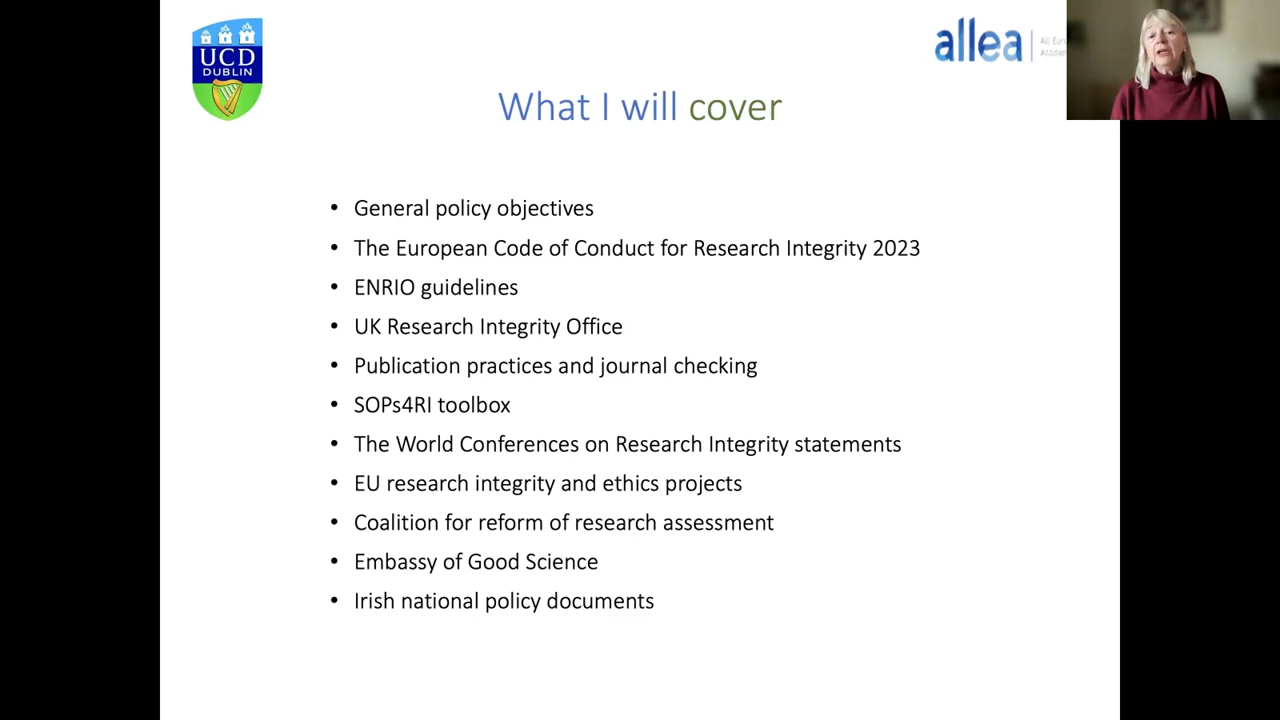 UCD
DUBLIN
allea
What I will cover
• General policy objectives
• The European Code of Conduct for Research Integrity 2023
• ENRIO guidelines
• UK Research Integrity Office
• Publication practices and journal checking
• SOPs4RI toolbox
• The World Conferences on Research Integrity statements
• EU research integrity and ethics projects
• Coalition for reform of research assessment
• Embassy of Good Science
• Irish national policy documents